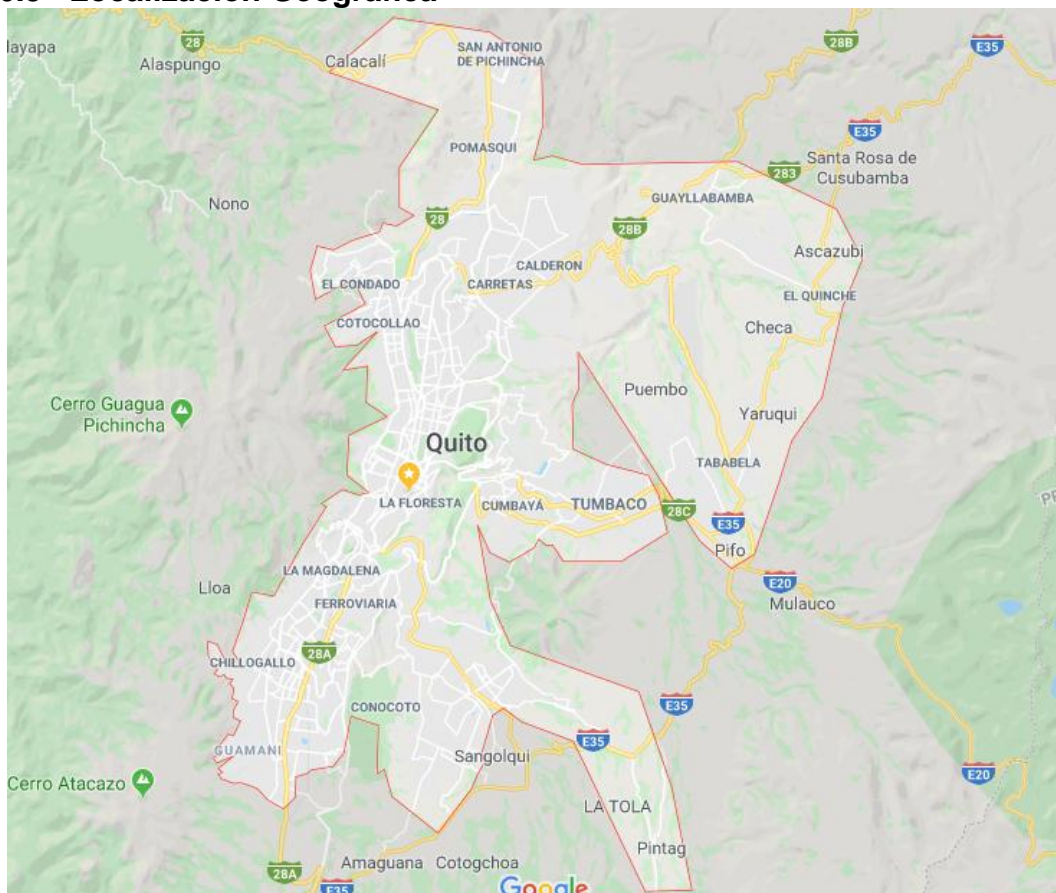 Localización Geográfica
layapa
28
Alaspungo
Calacalí
SAN ANTONIO
DE PICHINCHA
28B
E35
E35
POMASQUI
283
Santa Rosa de
Cusubamba
Nono
28
GUAYLLABAMBA
28B
Ascazubi
CALDERON
EL CONDADO
CARRETAS
EL QUINCHE
COTOCOLLAO
Checa
Cerro Guagua
Pichincha
Puembo
Yaruqui
Quito
TABABELA
LA FLORESTA
CUMBAYÁ
TUMBACO
28C
E35
Pifo
LA MAGDALENA
E20
Lloa
FERROVIARIA
Mulauco
CHILLOGALLO
28A
CONOCOTO
E35
GUAMANI
Sangolqui
E35
Cerro Atacazo
E20
LA TOLA
Pintag
28A
Amaguana
Cotogchoa
E35
Google